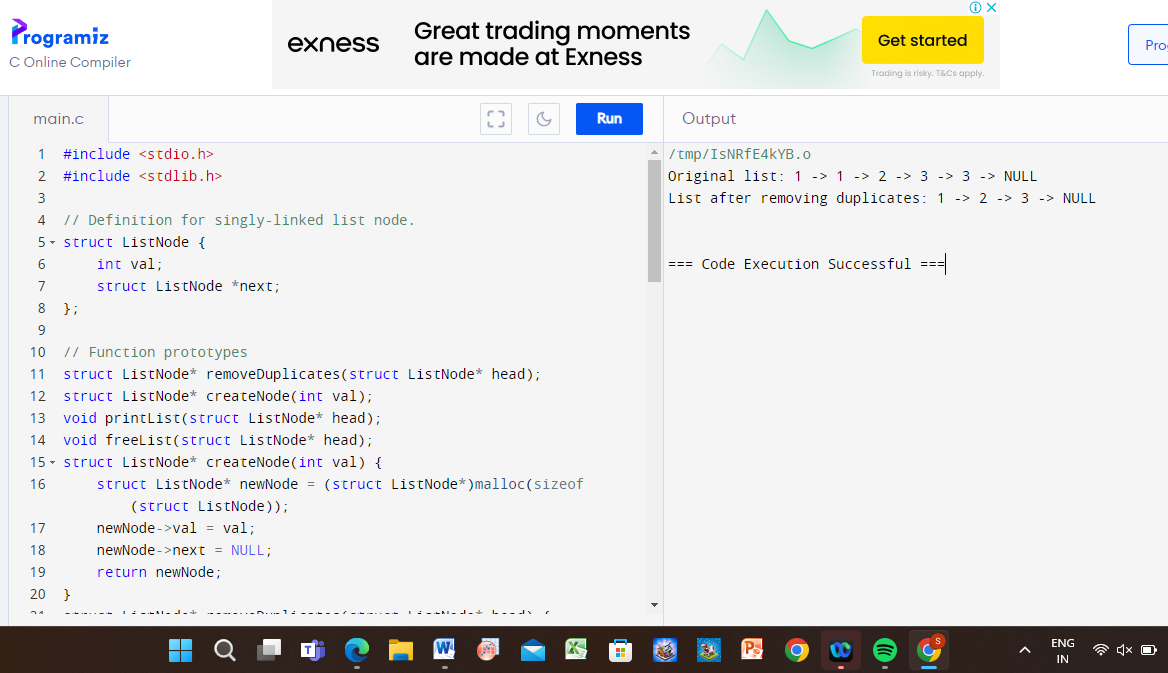 Programiz
C Online Compiler
exness
Great trading moments
are made at Exness
Get started
Trading is risky. T&Cs apply.
main.c
Run
Output
1 #include <stdio.h>
2 #include <stdlib.h>
3
4 // Definition for singly-linked list node.
5 struct ListNode {
6     int val;
7     struct ListNode *next;
8 };
9
10 // Function prototypes
11 struct ListNode* removeDuplicates(struct ListNode* head);
12 struct ListNode* createNode(int val);
13 void printList(struct ListNode* head);
14 void freeList(struct ListNode* head);
15 struct ListNode* createNode(int val) {
16     struct ListNode* newNode = (struct ListNode*)malloc(sizeof
        (struct ListNode));
17     newNode->val = val;
18     newNode->next = NULL;
19     return newNode;
20 }
/tmp/IsNRfE4kYB.o
Original list: 1 -> 1 -> 2 -> 3 -> 3 -> NULL
List after removing duplicates: 1 -> 2 -> 3 -> NULL
=== Code Execution Successful ===
ENG
IN